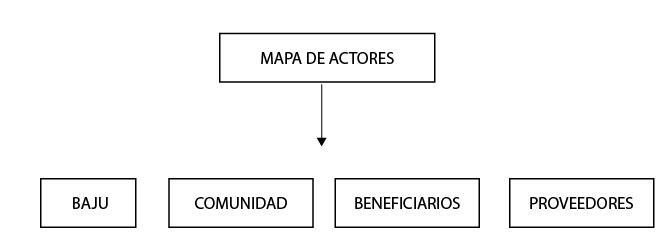 MAPA DE ACTORES
BAJU
COMUNIDAD
BENEFICIARIOS
PROVEEDORES